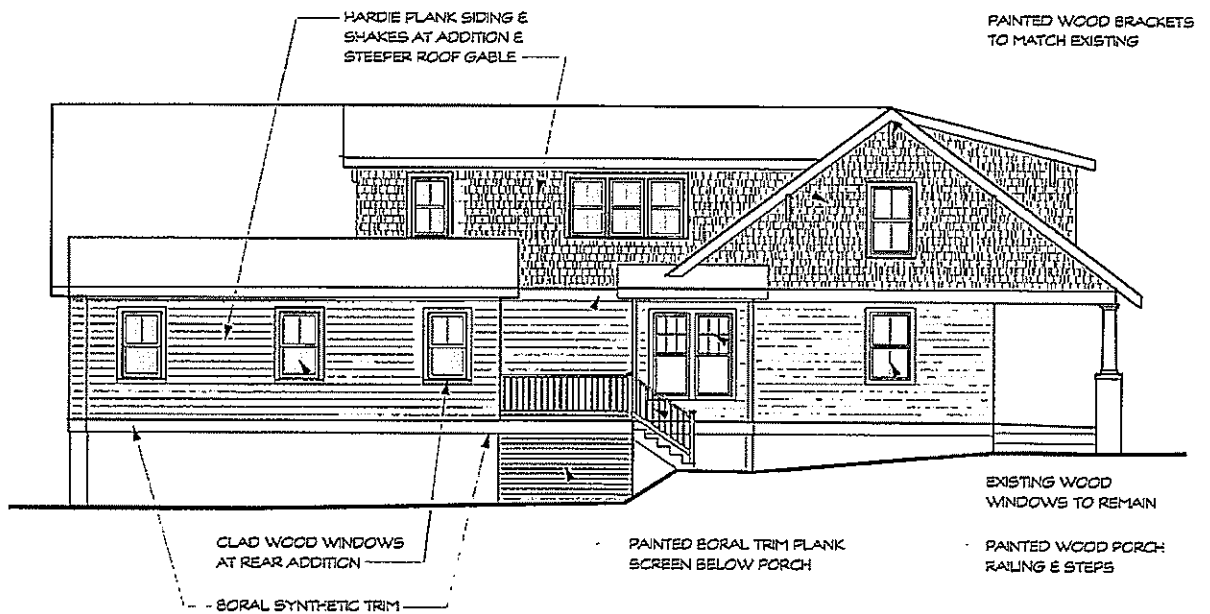 HARDIE PLANK SIDING &
SHAKES AT ADDITION &
STEEPER ROOF GABLE
PAINTED WOOD BRACKETS
TO MATCH EXISTING
EXISTING WOOD
WINDOWS TO REMAIN
CLAD WOOD WINDOWS
AT REAR ADDITION
PAINTED BORAL TRIM PLANK
SCREEN BELOW PORCH
PAINTED WOOD PORCH
RAILING & STEPS
BORAL SYNTHETIC TRIM